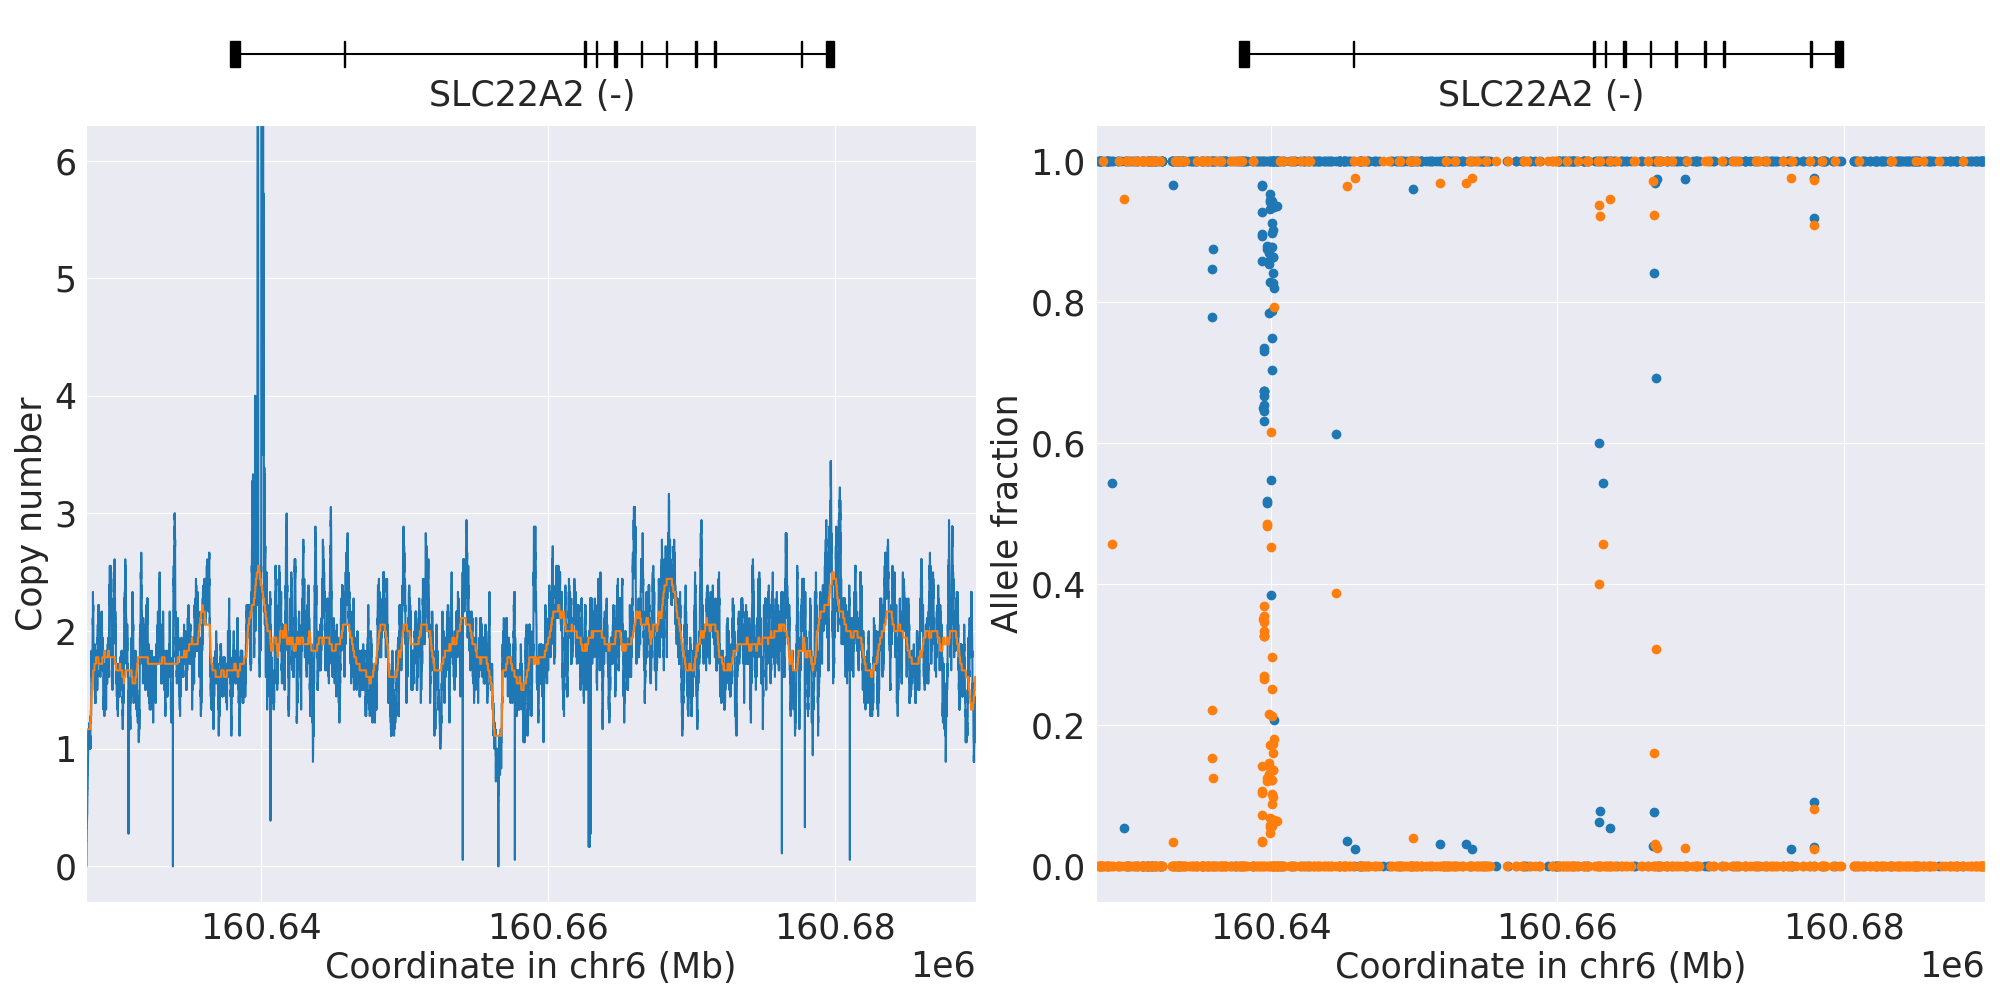 SLC22A2 (-)
6
5
4
3
2
1
0
Copy number
160.64
160.66
160.68
Coordinate in chr6 (Mb)
1e6
SLC22A2 (-)
1.0
0.8
0.6
0.4
0.2
0.0
Allele fraction
160.64
160.66
160.68
Coordinate in chr6 (Mb)
1e6